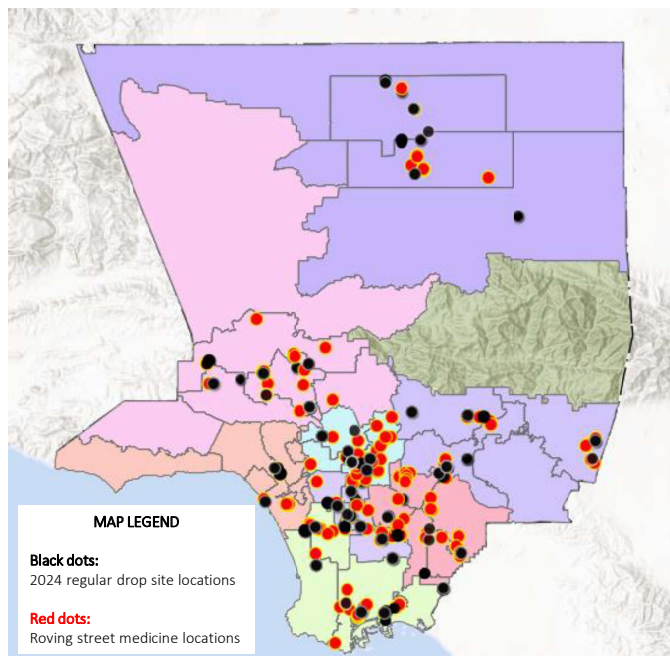 MAP LEGEND
Black dots:
2024 regular drop site locations
Red dots:
Roving street medicine locations